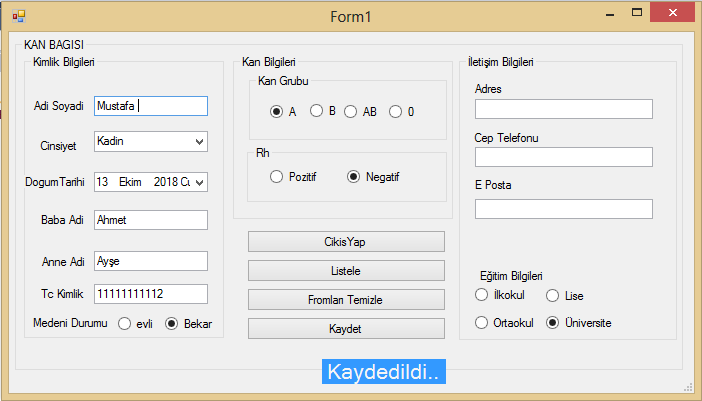 Form1
KAN BAGISI
Kimlik Bilgileri
Adi Soyadi Mustafa
Cinsiyet Kadin
DogumTarihi 13 Ekim 2018 Cu
Baba Adi Ahmet
Anne Adi Ayşe
Tc Kimlik 11111111112
Medeni Durumu evli Bekar
Kan Bilgileri
Kan Grubu
A B AB 0
Rh
Pozitif Negatif
CikisYap
Listele
Fromları Temizle
Kaydet
İletişim Bilgileri
Adres
Cep Telefonu
E Posta
Eğitim Bilgileri
İlkokul Lise
Ortaokul Üniversite
Kaydedildi..